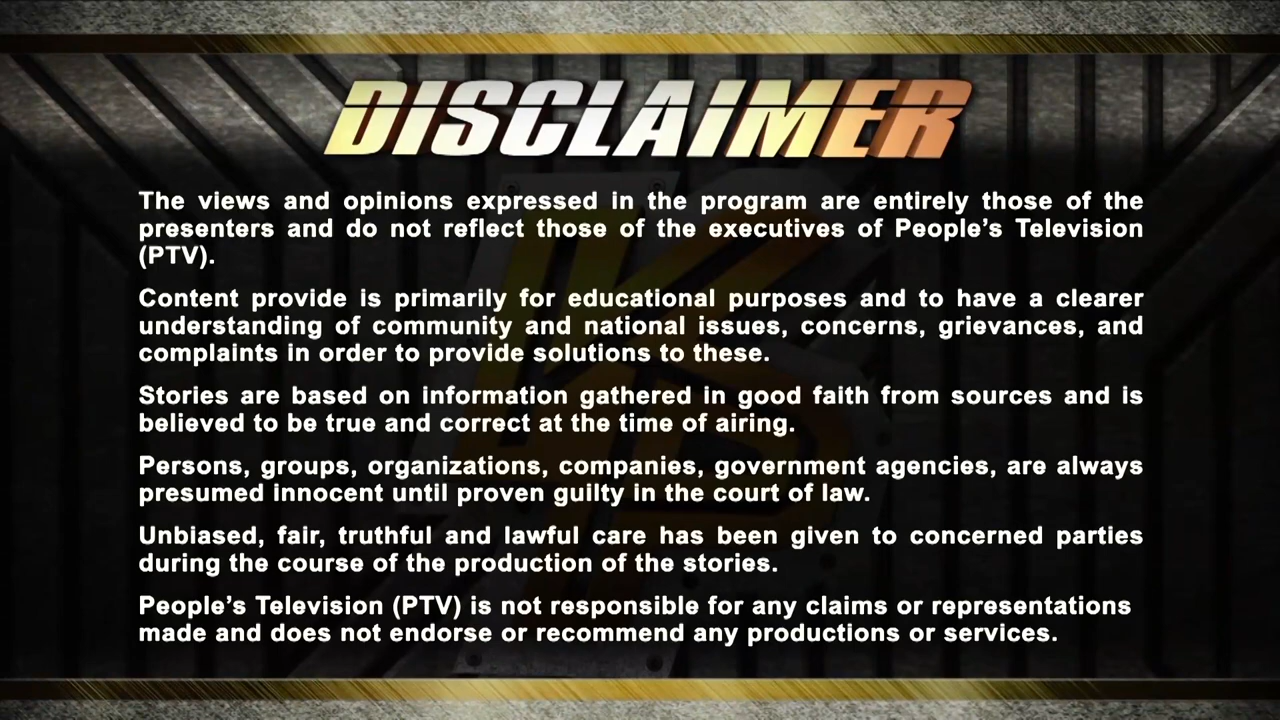 DISCLAIMER
The views and opinions expressed in the program are entirely those of the
presenters and do not reflect those of the executives of People’s Television
(PTV).
Content provide is primarily for educational purposes and to have a clearer
understanding of community and national issues, concerns, grievances, and
complaints in order to provide solutions to these.
Stories are based on information gathered in good faith from sources and is
believed to be true and correct at the time of airing.
Persons, groups, organizations, companies, government agencies, are always
presumed innocent until proven guilty in the court of law.
Unbiased, fair, truthful and lawful care has been given to concerned parties
during the course of the production of the stories.
People’s Television (PTV) is not responsible for any claims or representations
made and does not endorse or recommend any productions or services.